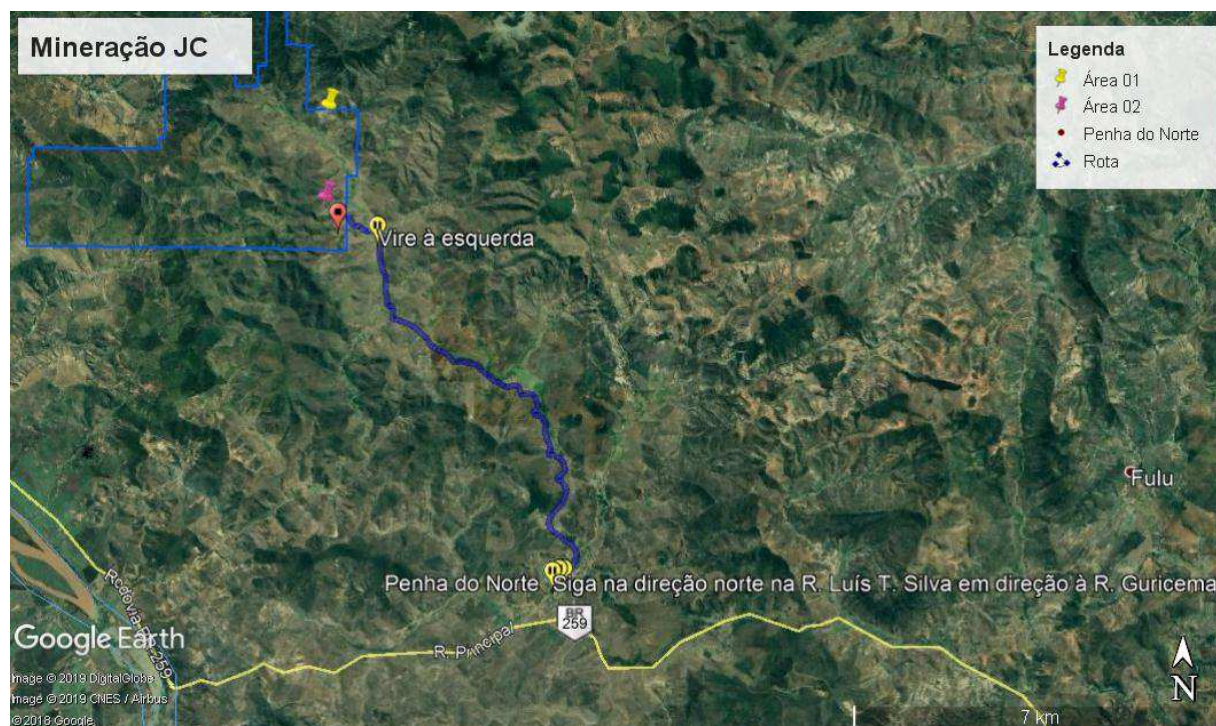 Mineração JC
Legenda
Área 01
Área 02
Penha do Norte
Rota
Vire à esquerda
Fulu
Penha do Norte Siga na direção norte na R. Luís T. Silva em direção à R. Guricema
BR
259
R. Principal
Rodovia BR-259
Google Earth
Image © 2019 DigitalGlobe
Image © 2019 CNES / Airbus
© 2018 Google
N
7 km